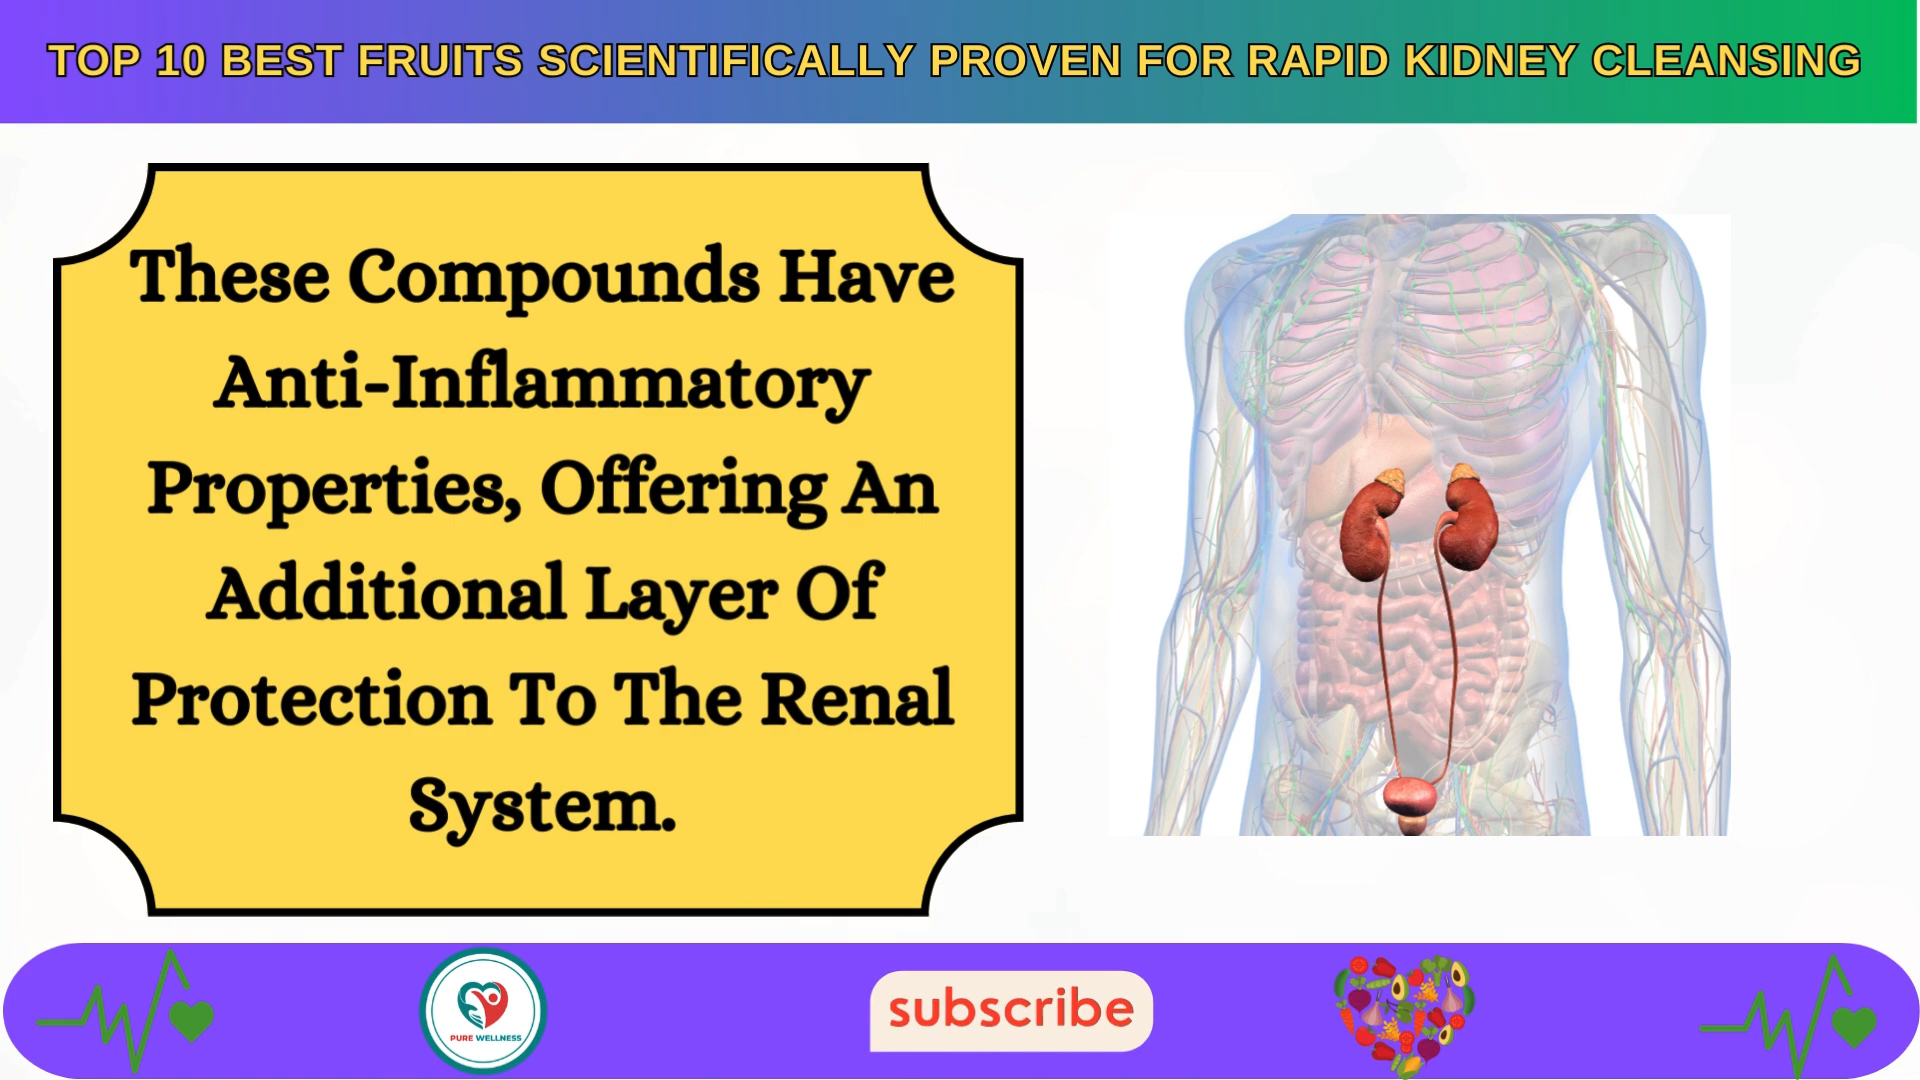 TOP 10 BEST FRUITS SCIENTIFICALLY PROVEN FOR RAPID KIDNEY CLEANSING
These Compounds Have
Anti-Inflammatory
Properties, Offering An
Additional Layer Of
Protection To The Renal
System.
PURE WELLNESS
subscribe